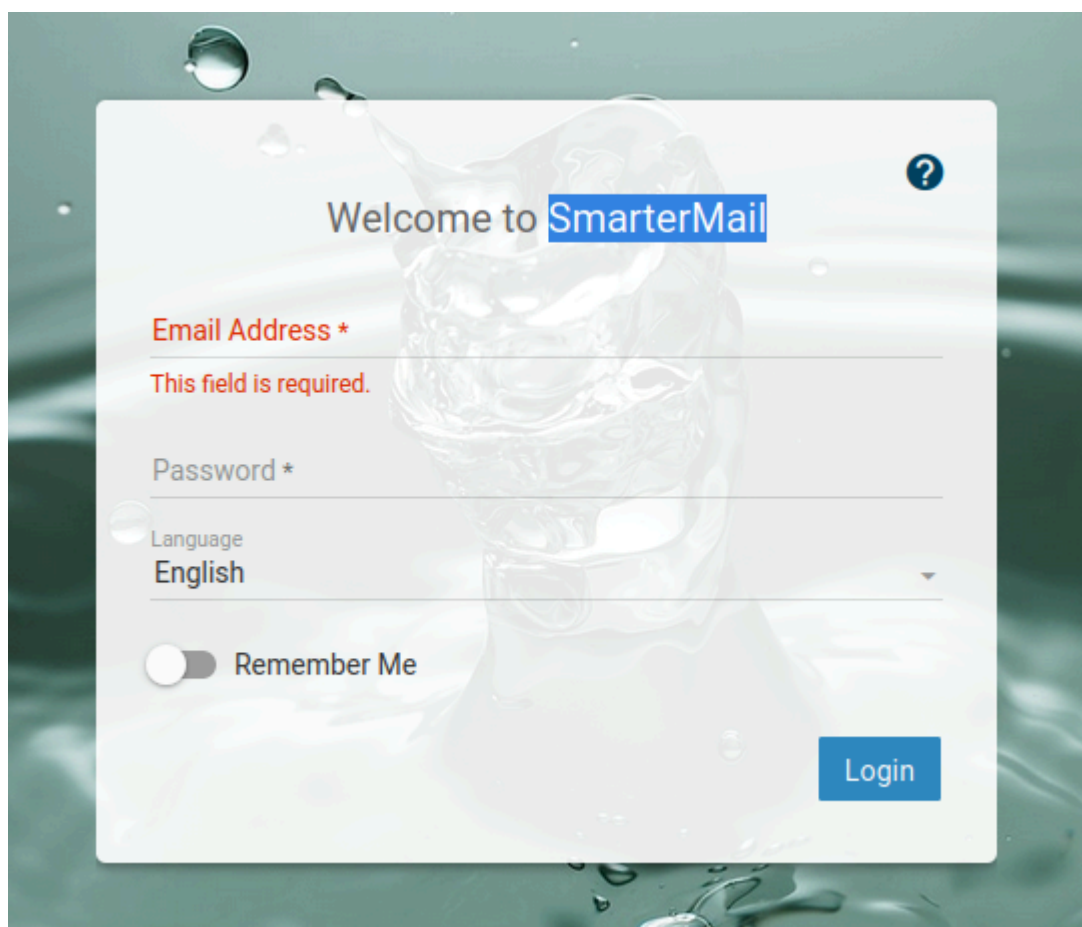 ?
Welcome to SmarterMail
Email Address *
This field is required.
Password *
Language
English
Remember Me
Login